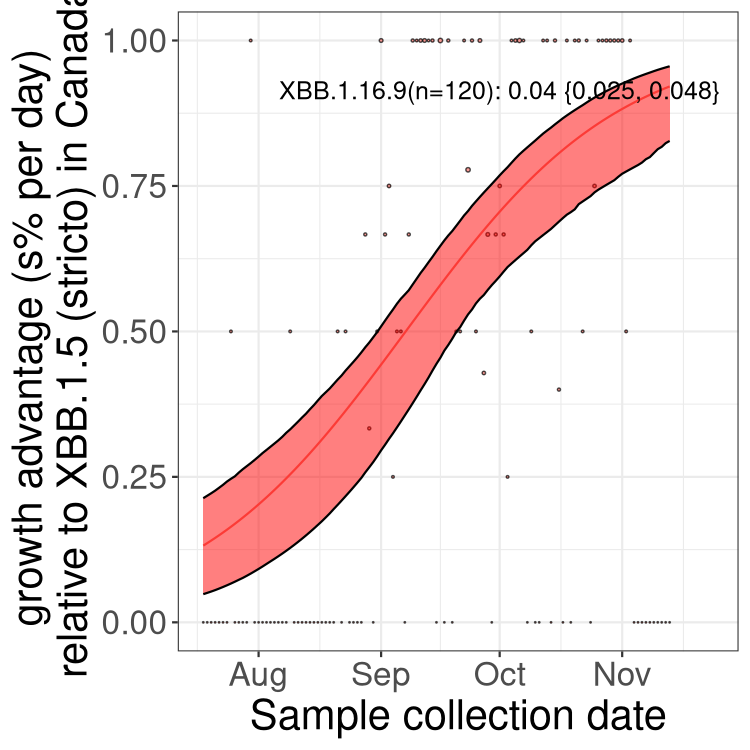 growth advantage (s% per day)
relative to XBB.1.5 (stricto) in Canada
1.00
0.75
0.50
0.25
0.00
XBB.1.16.9(n=120): 0.04 {0.025, 0.048}
Aug Sep Oct Nov
Sample collection date